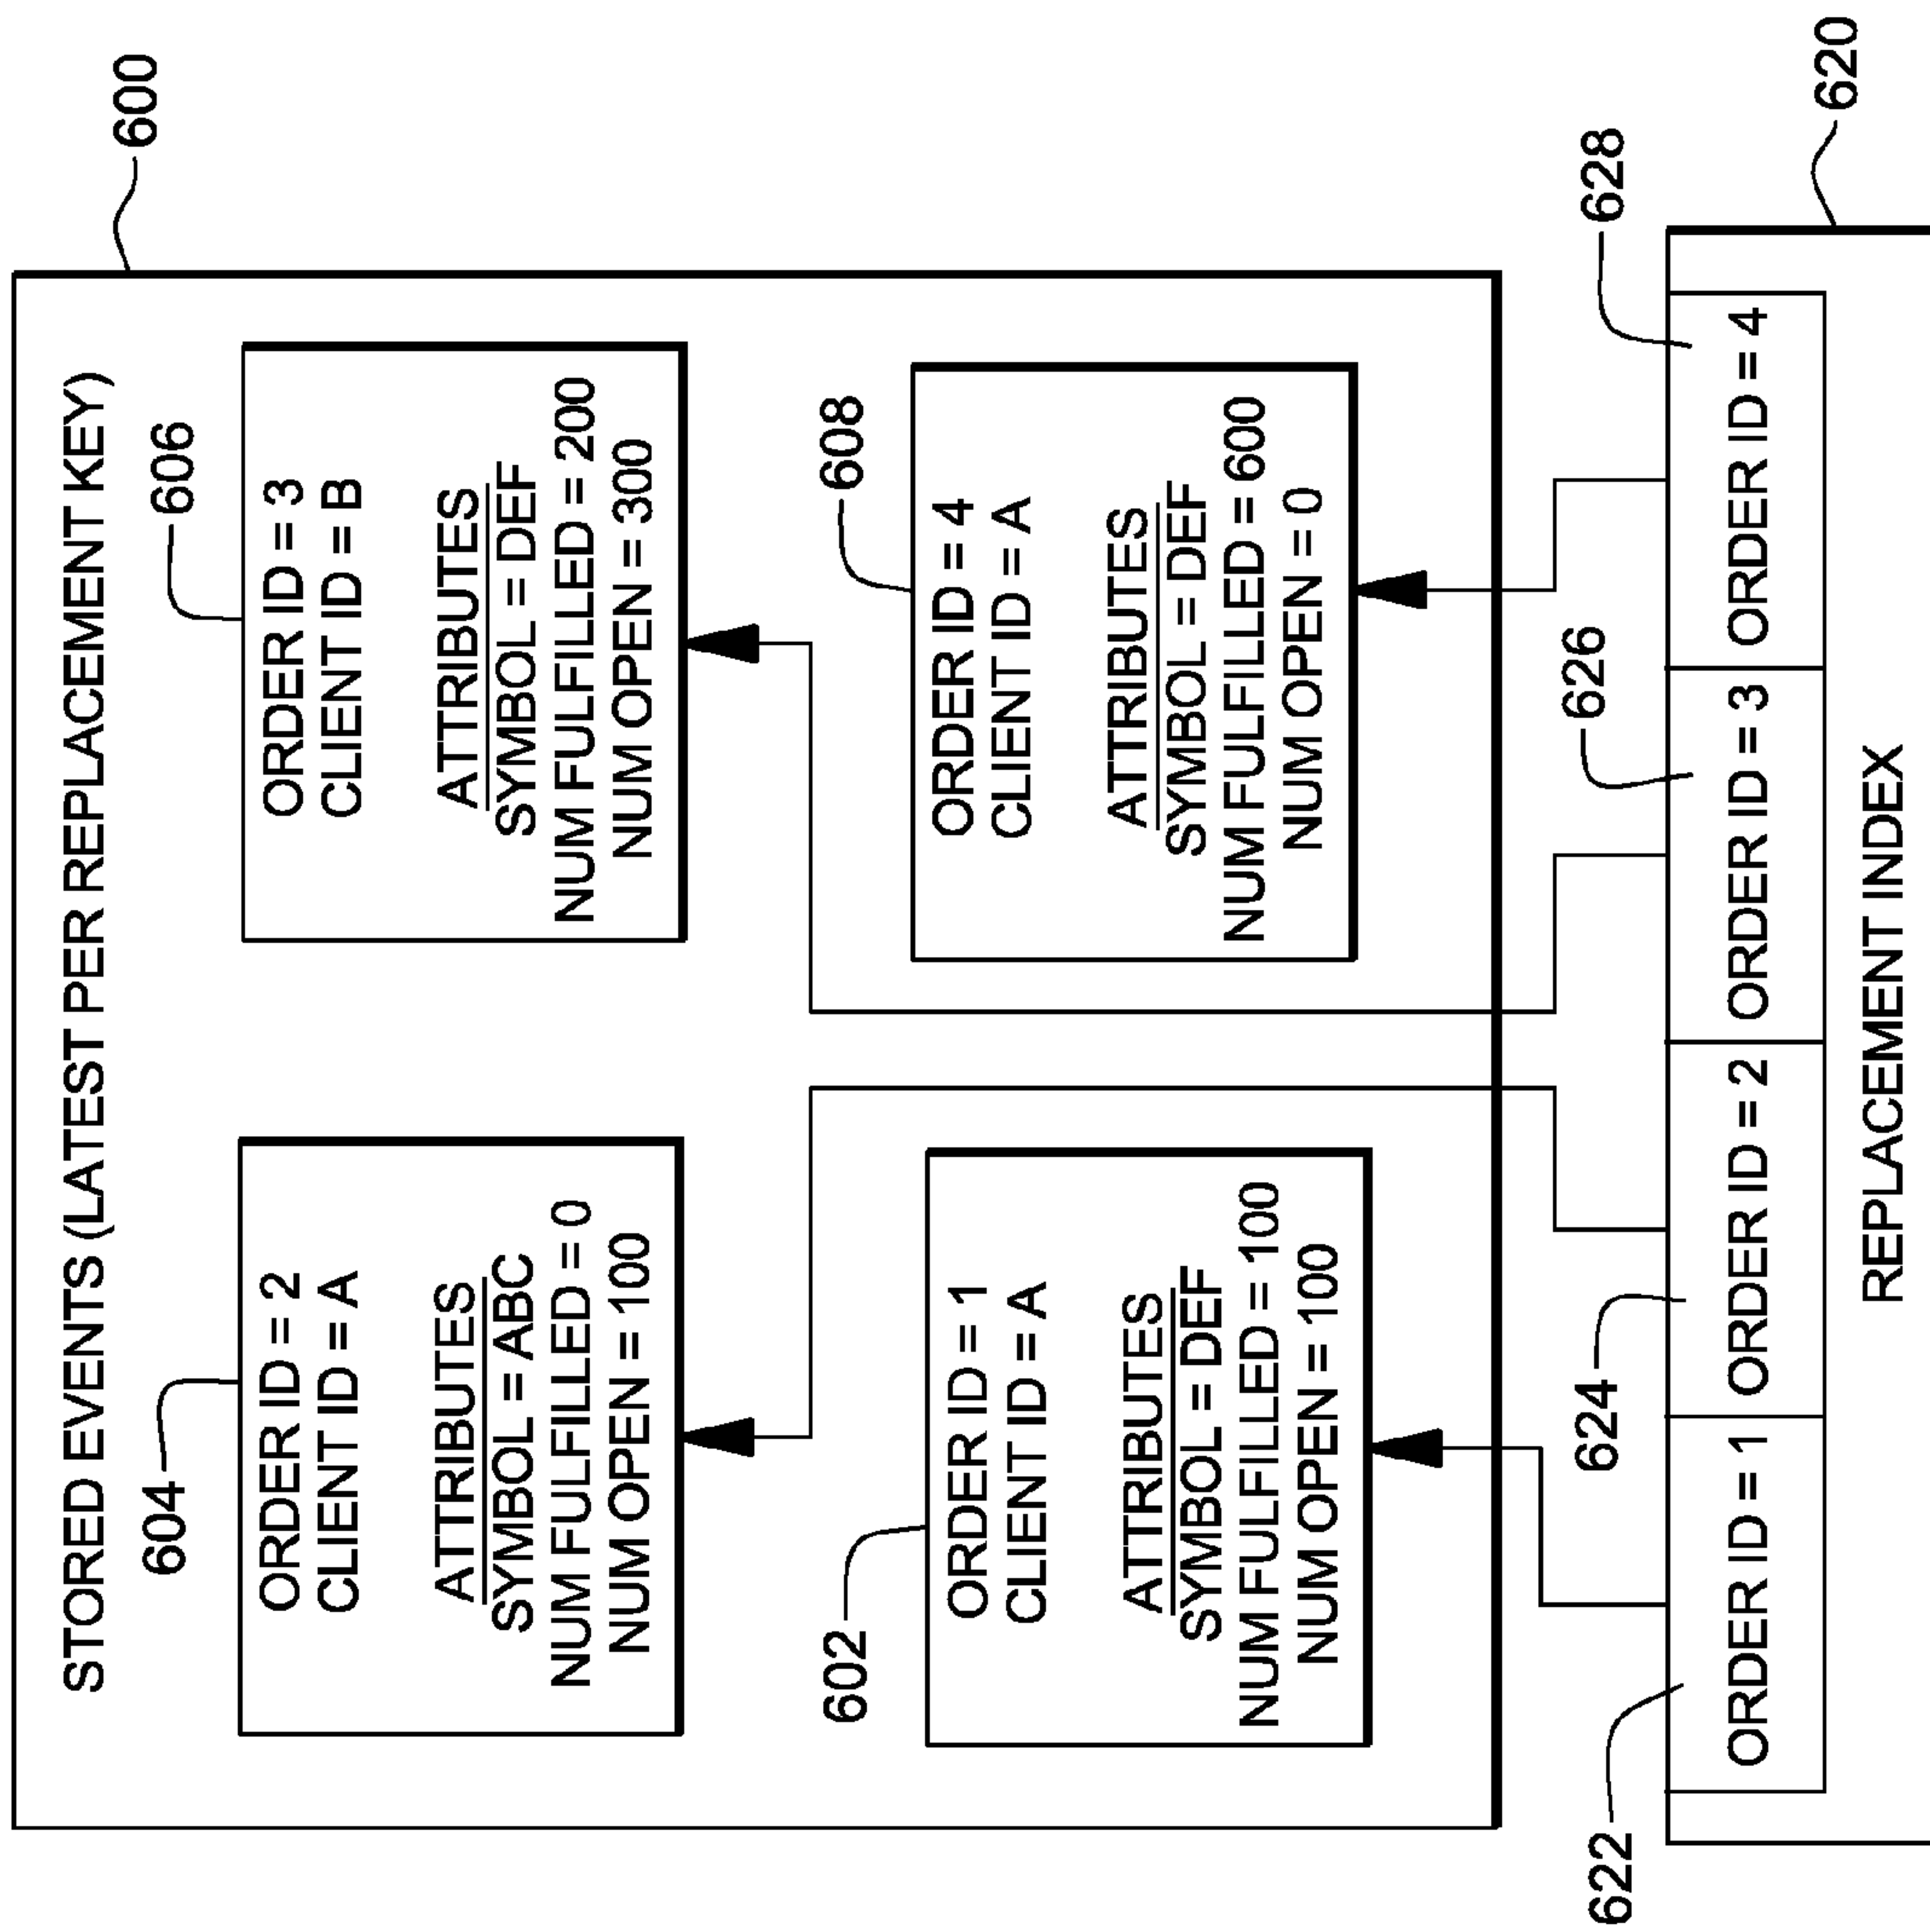 600
STORED EVENTS (LATEST PER REPLACEMENT KEY)
604
ORDER ID = 2
CLIENT ID = A
ATTRIBUTES
SYMBOL = ABC
NUM FULFILLED = 0
NUM OPEN = 100
606
ORDER ID = 3
CLIENT ID = B
ATTRIBUTES
SYMBOL = DEF
NUM FULFILLED = 200
NUM OPEN = 300
602
ORDER ID = 1
CLIENT ID = A
ATTRIBUTES
SYMBOL = DEF
NUM FULFILLED = 100
NUM OPEN = 100
608
ORDER ID = 4
CLIENT ID = A
ATTRIBUTES
SYMBOL = DEF
NUM FULFILLED = 600
NUM OPEN = 0
622
624
626
628
ORDER ID = 1
ORDER ID = 2
ORDER ID = 3
ORDER ID = 4
620
REPLACEMENT INDEX